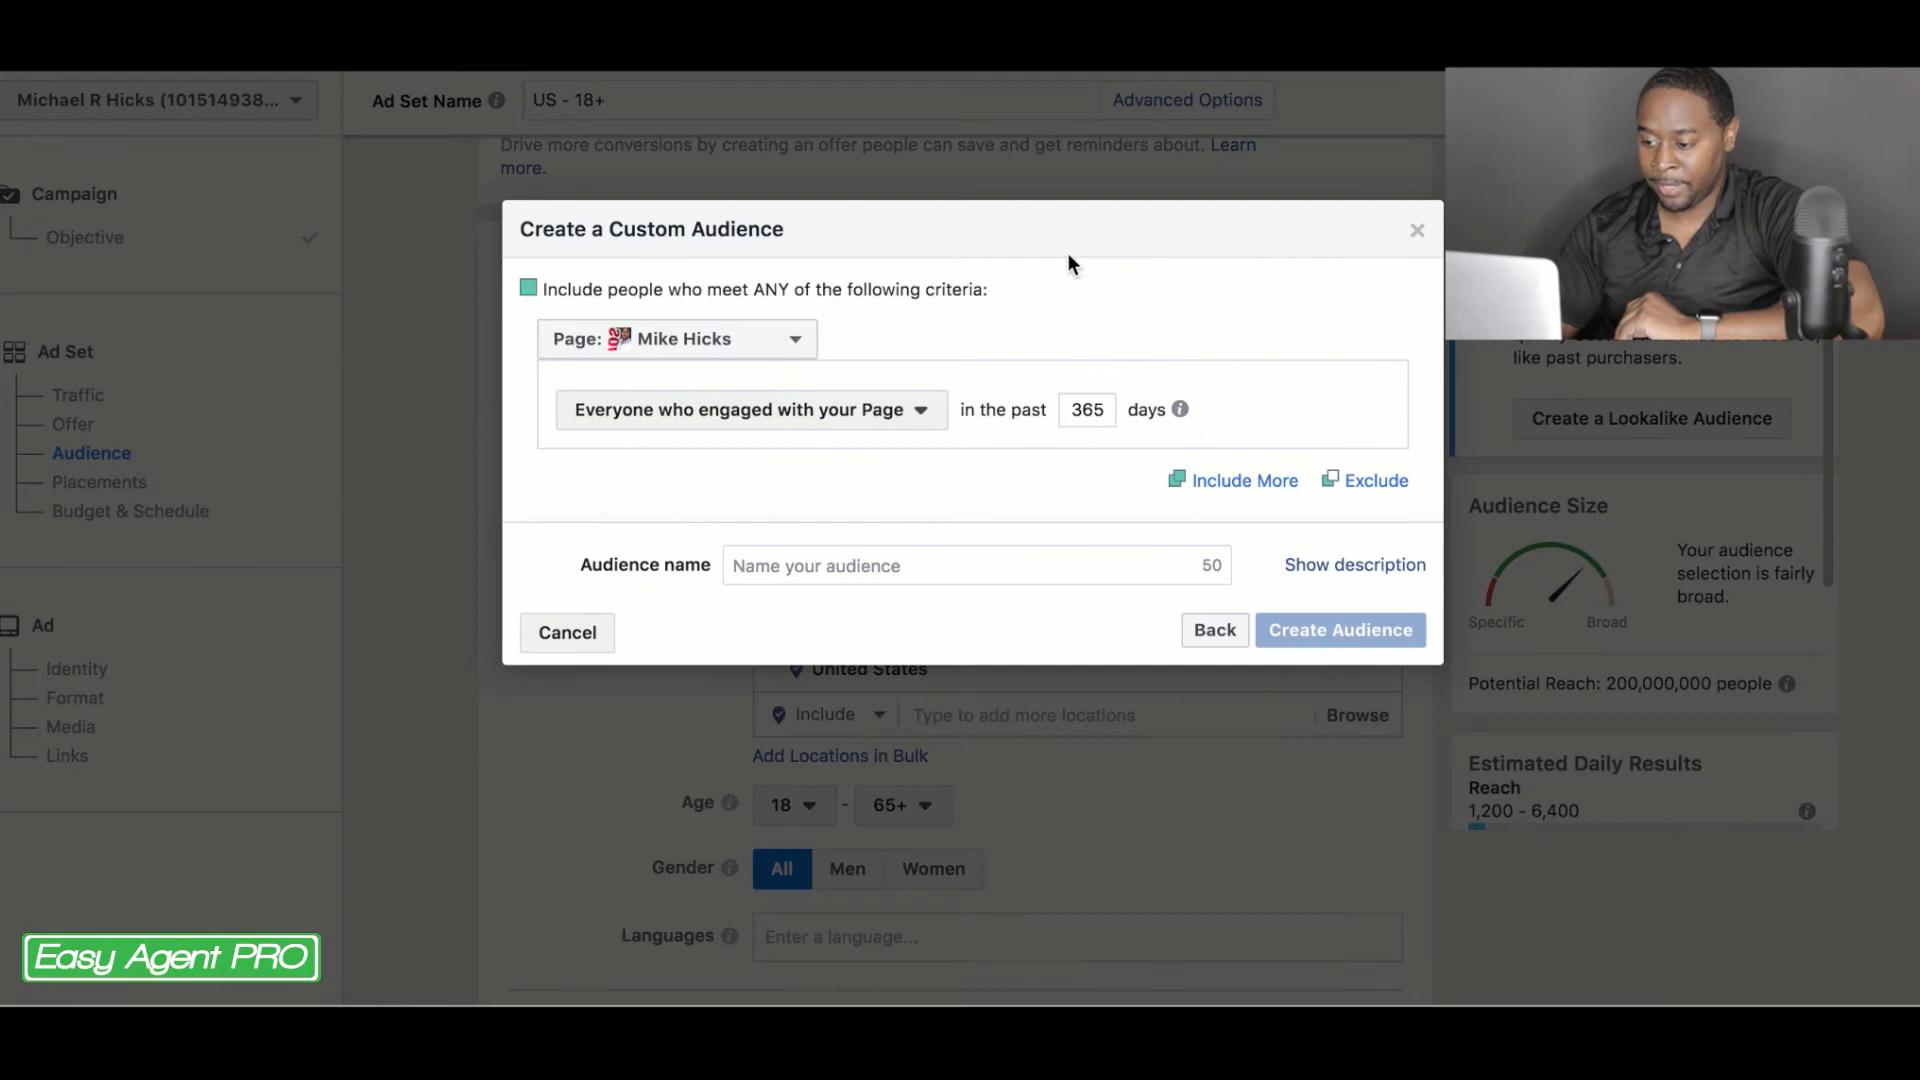 Michael R Hicks (101514938...
Ad Set Name
US - 18+
Advanced Options
Drive more conversions by creating an offer people can save and get reminders about. Learn
more.
Campaign
Objective
Ad Set
Traffic
Offer
Audience
Placements
Budget & Schedule
Ad
Identity
Format
Media
Links
Create a Custom Audience
Include people who meet ANY of the following criteria:
Page: Mike Hicks
Everyone who engaged with your Page in the past 365 days
Include More Exclude
Audience name Name your audience 50 Show description
Cancel Back Create Audience
United States
Include Type to add more locations Browse
Add Locations in Bulk
Age 18 - 65+
Gender All Men Women
Languages Enter a language...
like past purchasers.
Create a Lookalike Audience
Audience Size
Your audience
selection is fairly
broad.
Specific Broad
Potential Reach: 200,000,000 people
Estimated Daily Results
Reach
1,200 - 6,400
Easy Agent PRO